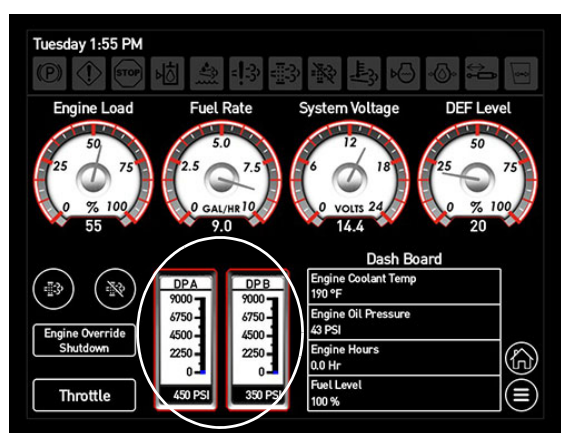 Tuesday 1:55 PM
(P)
STOP
Engine Load
Fuel Rate
System Voltage
DEF Level
50
25
75
0
%
100
55
5.0
2.5
7.5
0
GAL/HR
10
9.0
12
6
18
0
VOLTS
24
14.4
50
25
75
0
%
100
20
Engine Override
Shutdown
Throttle
DP A
9000
6750
4500
2250
0
450 PSI
DP B
9000
6750
4500
2250
0
350 PSI
Dash Board
Engine Coolant Temp
190 °F
Engine Oil Pressure
43 PSI
Engine Hours
0.0 Hr
Fuel Level
100 %